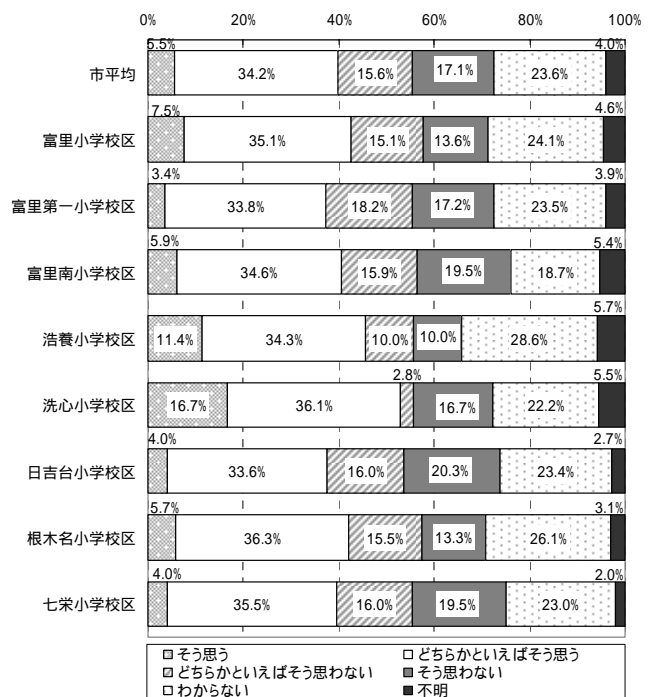 0% 20% 40% 60% 80% 100%
市平均 5.5% 34.2% 15.6% 17.1% 23.6% 4.0%
富里小学校区 7.5% 35.1% 15.1% 13.6% 24.1% 4.6%
富里第一小学校区 3.4% 33.8% 18.2% 17.2% 23.5% 3.9%
富里南小学校区 5.9% 34.6% 15.9% 19.5% 18.7% 5.4%
浩養小学校区 11.4% 34.3% 10.0% 10.0% 28.6% 5.7%
洗心小学校区 16.7% 36.1% 2.8% 16.7% 22.2% 5.5%
日吉台小学校区 4.0% 33.6% 16.0% 20.3% 23.4% 2.7%
根木名小学校区 5.7% 36.3% 15.5% 13.3% 26.1% 3.1%
七栄小学校区 4.0% 35.5% 16.0% 19.5% 23.0% 2.0%
そう思う どちらかといえばそう思う
どちらかといえばそう思わない そう思わない
わからない 不明